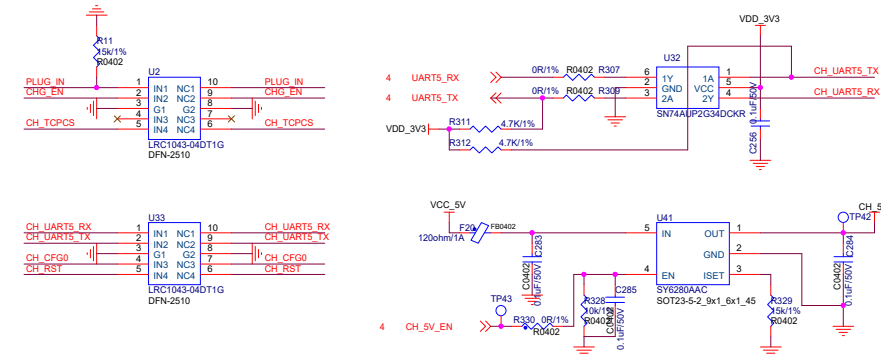 R11
15k/1%
R0402
U2
PLUG_IN
1
IN1
NC1
10
PLUG_IN
CHG_EN
2
IN2
NC2
9
CHG_EN
3
G1
G2
8
4
IN3
NC3
7
CH_TCPCS
5
IN4
NC4
6
CH_TCPCS
LRC1043-04DT1G
DFN-2510
VDD_3V3
U32
4
UART5_RX
0R/1%
R0402
R307
6
1Y
1A
1
CH_UART5_TX
2
GND
VCC
5
4
UART5_TX
0R/1%
R0402
R309
3
2A
2Y
4
CH_UART5_RX
SN74AUP2G34DCKR
VDD_3V3
R311
4.7K/1%
R312
4.7K/1%
C256
0.1uF/50V
U33
CH_UART5_RX
1
IN1
NC1
10
CH_UART5_RX
CH_UART5_TX
2
IN2
NC2
9
CH_UART5_TX
3
G1
G2
8
CH_CFG0
4
IN3
NC3
7
CH_CFG0
CH_RST
5
IN4
NC4
6
CH_RST
LRC1043-04DT1G
DFN-2510
VCC_5V
F20
FB0402
120ohm/1A
C283
C0402
0.1uF/50V
U41
5
IN
OUT
1
GND
2
4
EN
ISET
3
SY6280AAC
SOT23-5-2_9x1_6x1_45
CH_5
TP42
C284
C0402
0.1uF/50V
TP43
4
CH_5V_EN
R330
0R/1%
R0402
R328
10k/1%
R0402
C285
C0402
0.1uF/50V
R329
15k/1%
R0402